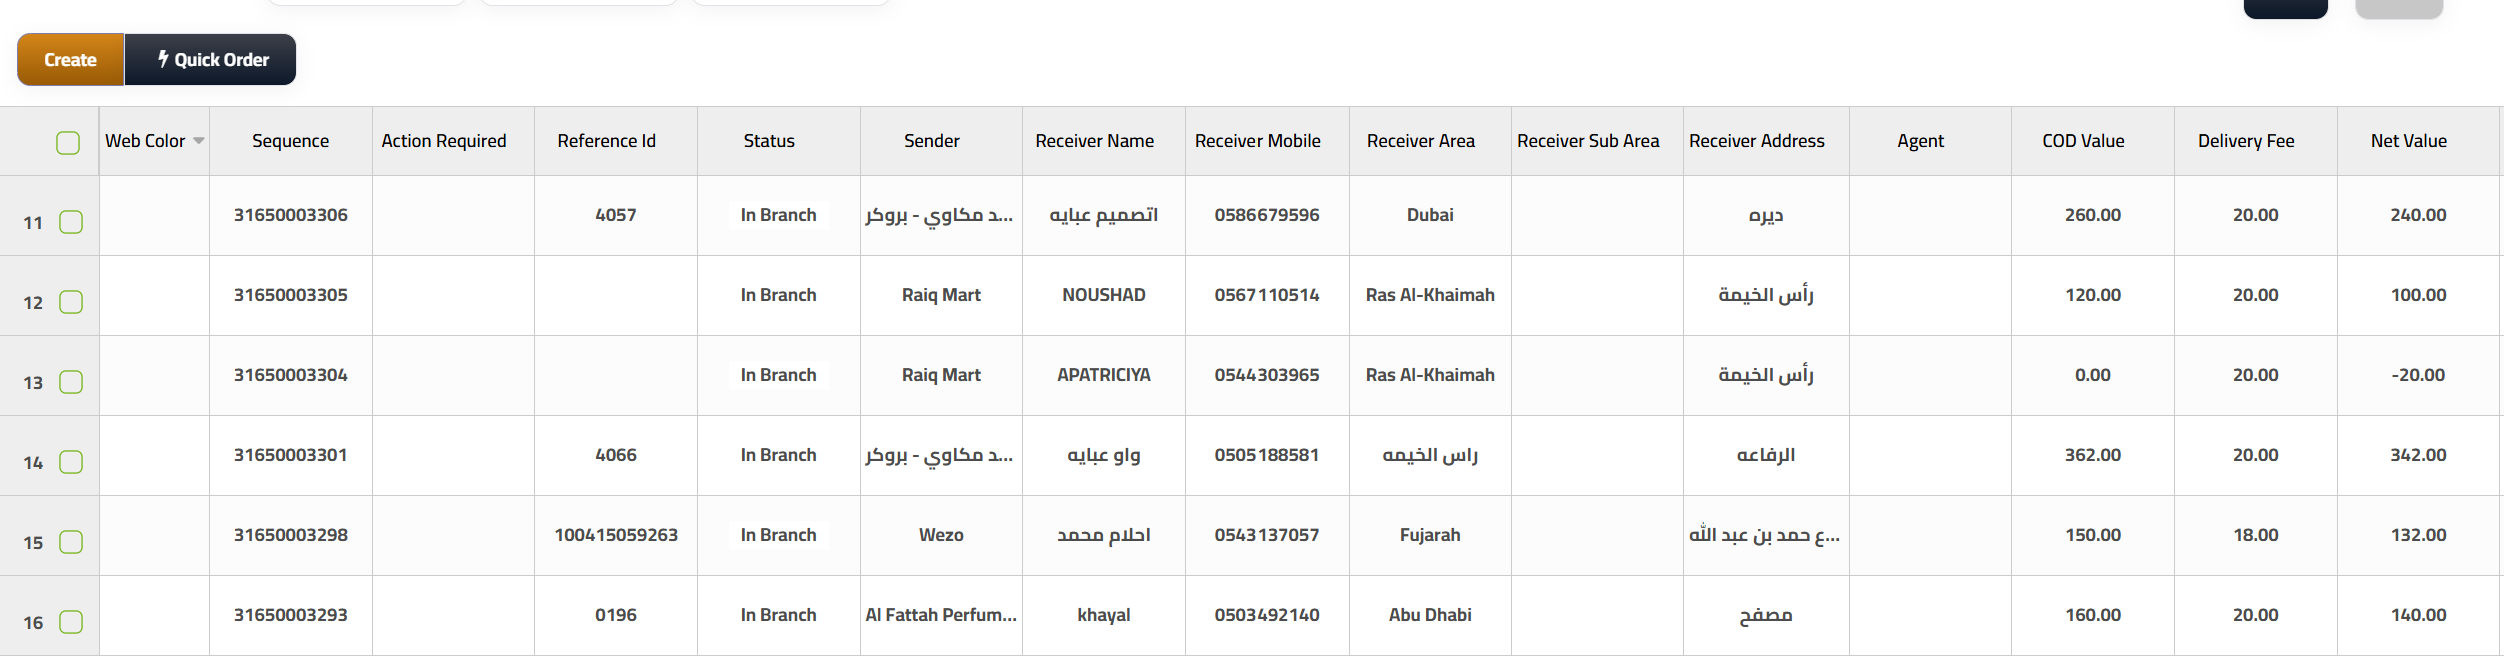 Create Quick Order
Web Color Sequence Action Required Reference Id Status Sender Receiver Name Receiver Mobile Receiver Area Receiver Sub Area Receiver Address Agent COD Value Delivery Fee Net Value
11 31650003306 4057 In Branch د مكاوي - بروكر... اتصميم عبايه 0586679596 Dubai ديره 260.00 20.00 240.00
12 31650003305 In Branch Raiq Mart NOUSHAD 0567110514 Ras Al-Khaimah رأس الخيمة 120.00 20.00 100.00
13 31650003304 In Branch Raiq Mart APATRICIYA 0544303965 Ras Al-Khaimah رأس الخيمة 0.00 20.00 -20.00
14 31650003301 4066 In Branch د مكاوي - بروكر... واو عبايه 0505188581 راس الخيمه الرفاعه 362.00 20.00 342.00
15 31650003298 100415059263 In Branch Wezo احلام محمد 0543137057 Fujarah ع حمد بن عبد الله... 150.00 18.00 132.00
16 31650003293 0196 In Branch Al Fattah Perfum... khayal 0503492140 Abu Dhabi مصفح 160.00 20.00 140.00